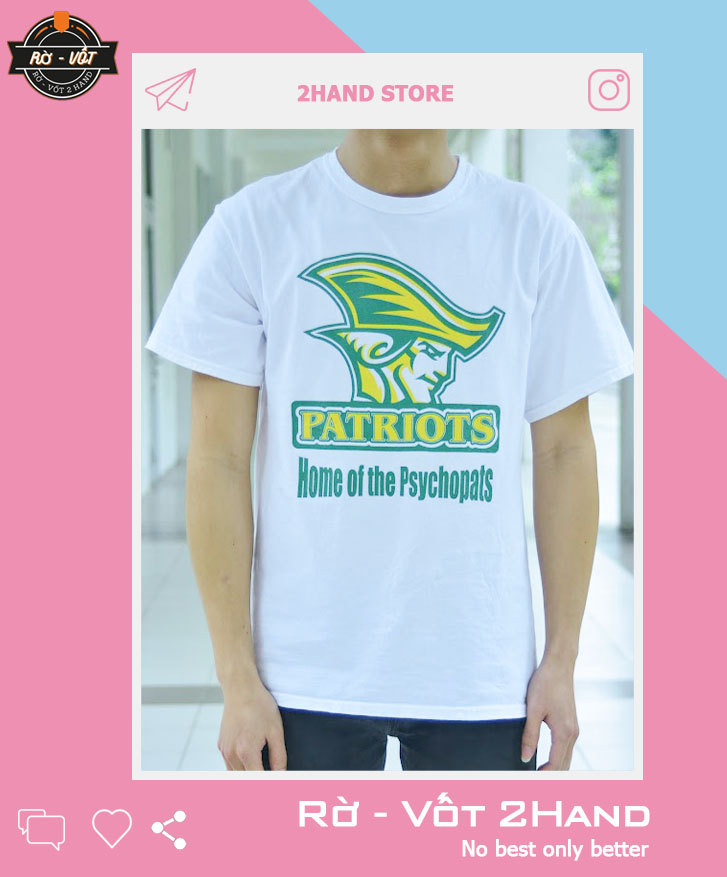 RỜ - VỐT
RỜ - VỐT 2 HAND
2HAND STORE
PATRIOTS
Home of the Psychopats
Rờ - Vốt 2Hand
No best only better